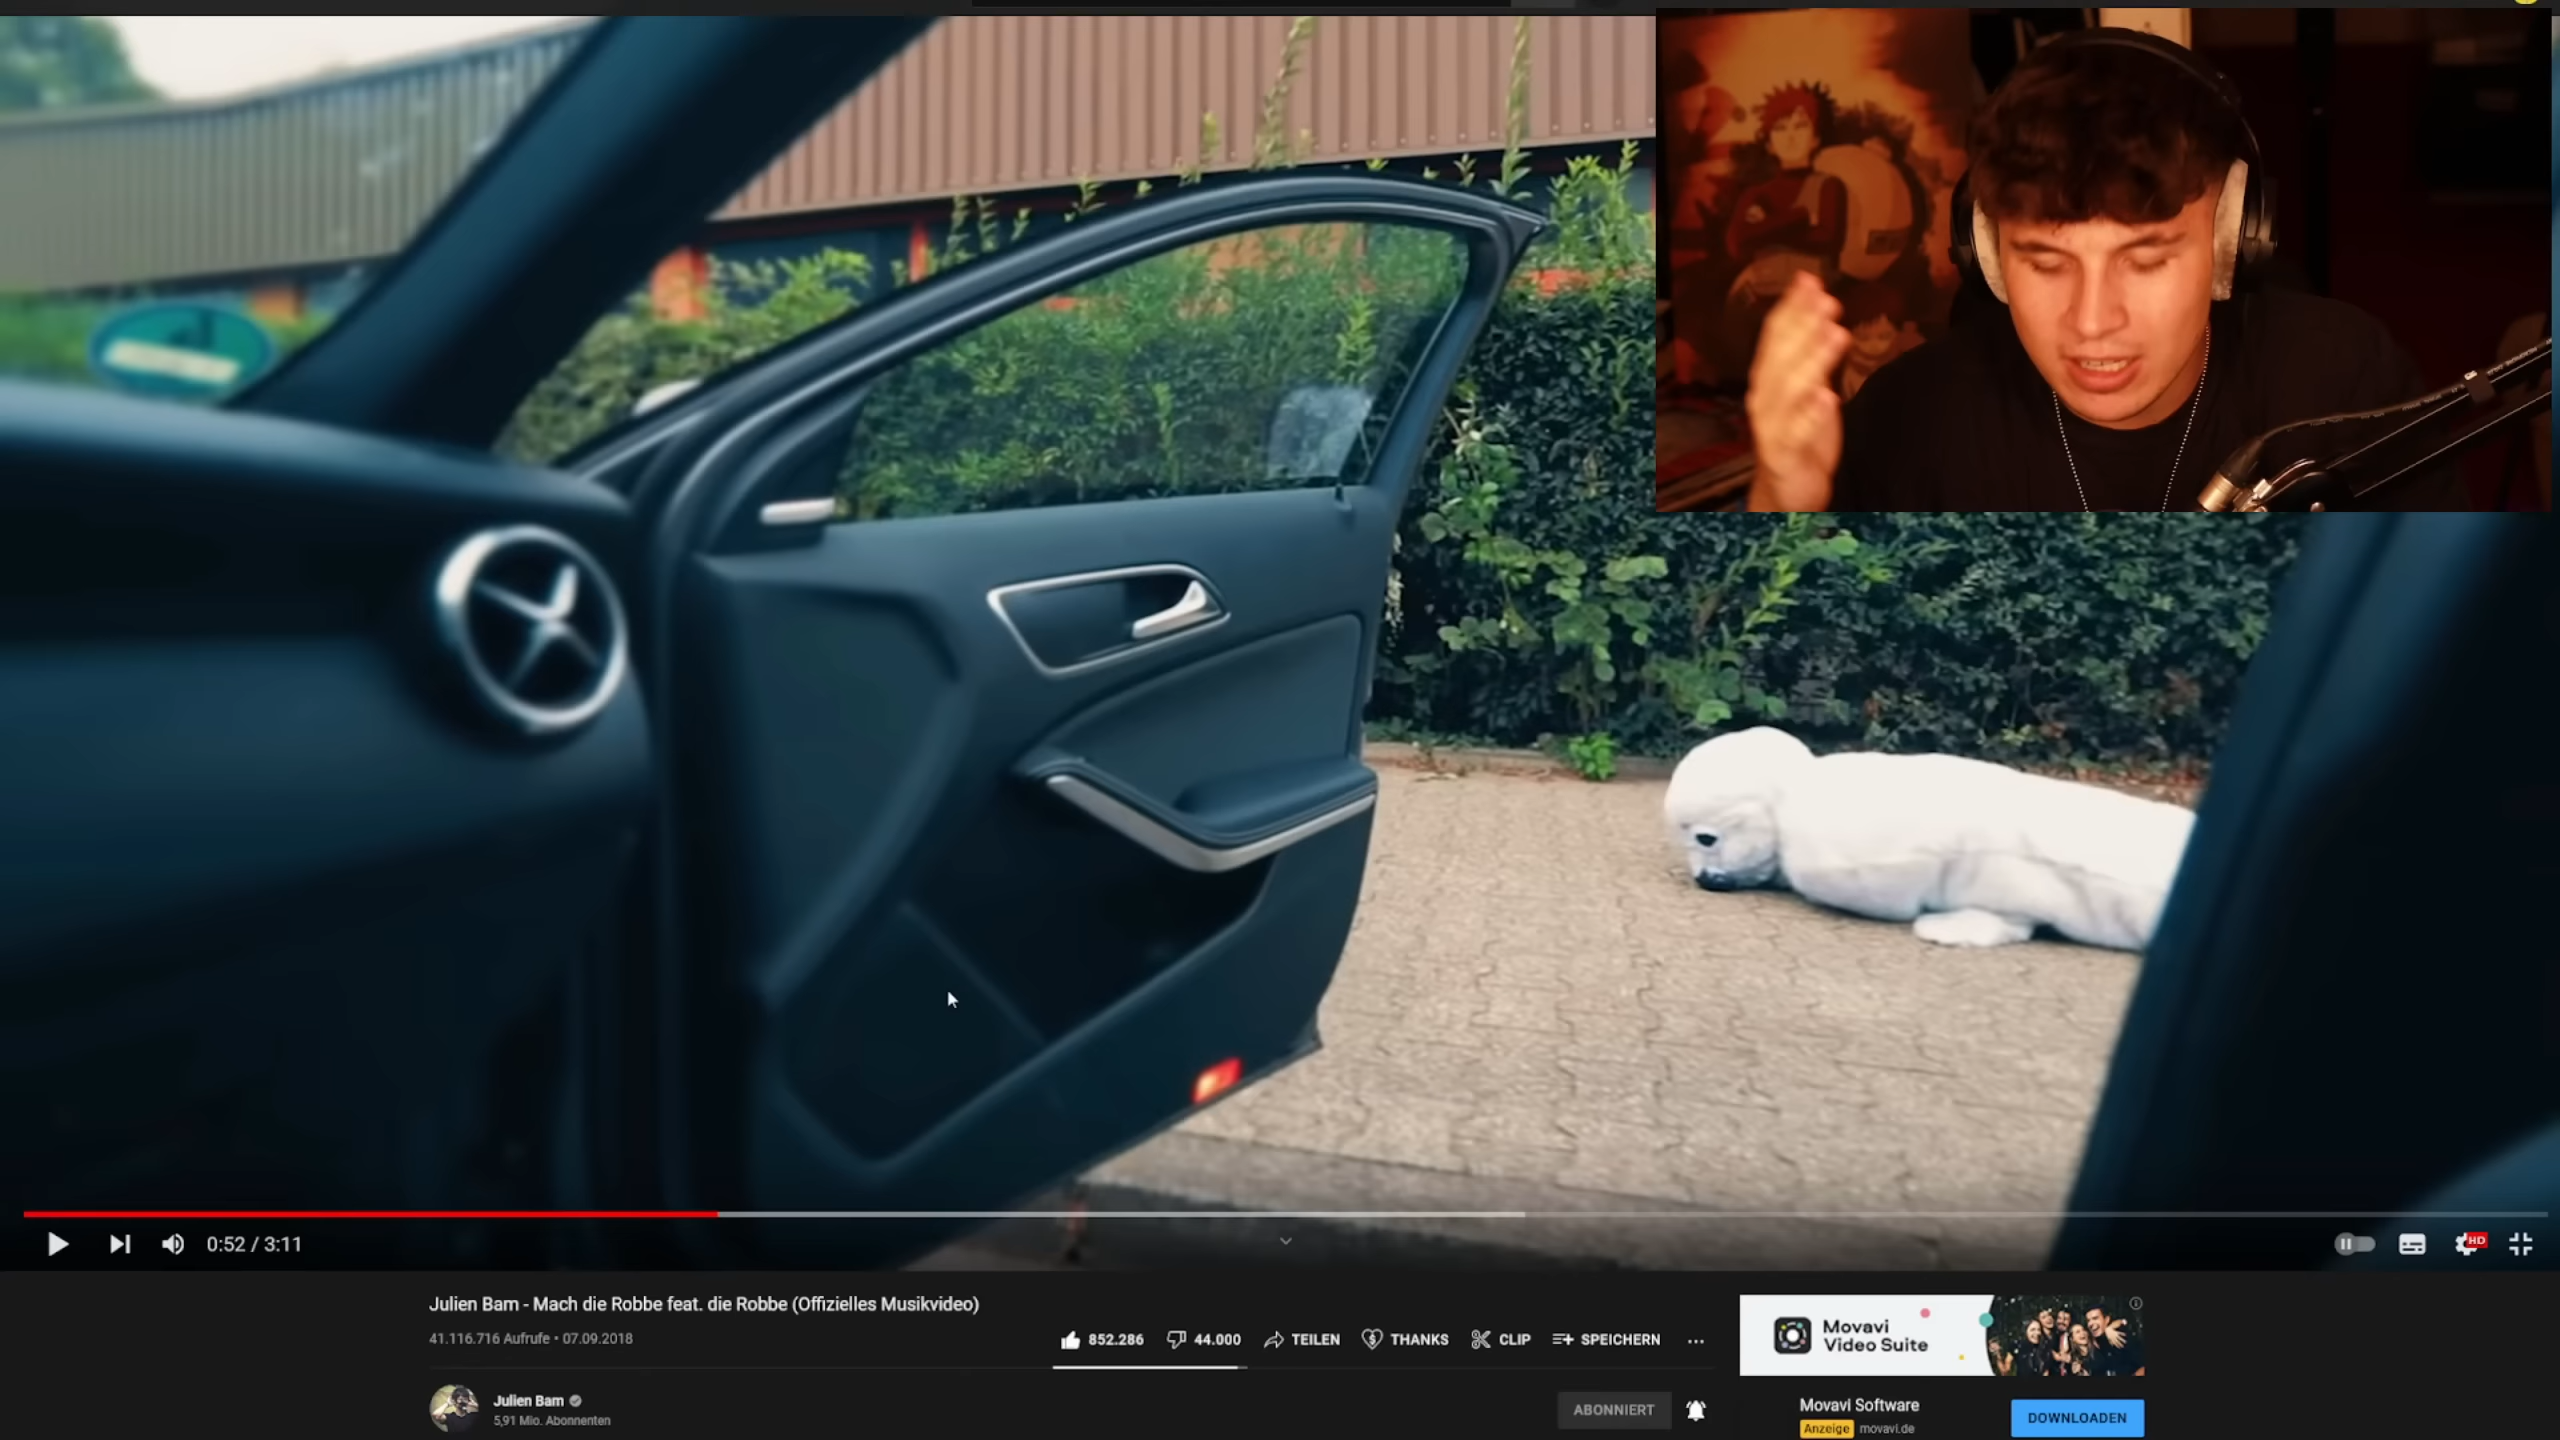 0:52 / 3:11
HD
Julien Bam - Mach die Robbe feat. die Robbe (Offizielles Musikvideo)
41.116.716 Aufrufe • 07.09.2018
852.286
44.000
TEILEN
THANKS
CLIP
SPEICHERN
Julien Bam
5,91 Mio. Abonnenten
ABONNIERT
Movavi
Video Suite
Movavi Software
Anzeige movavi.de
DOWNLOADEN